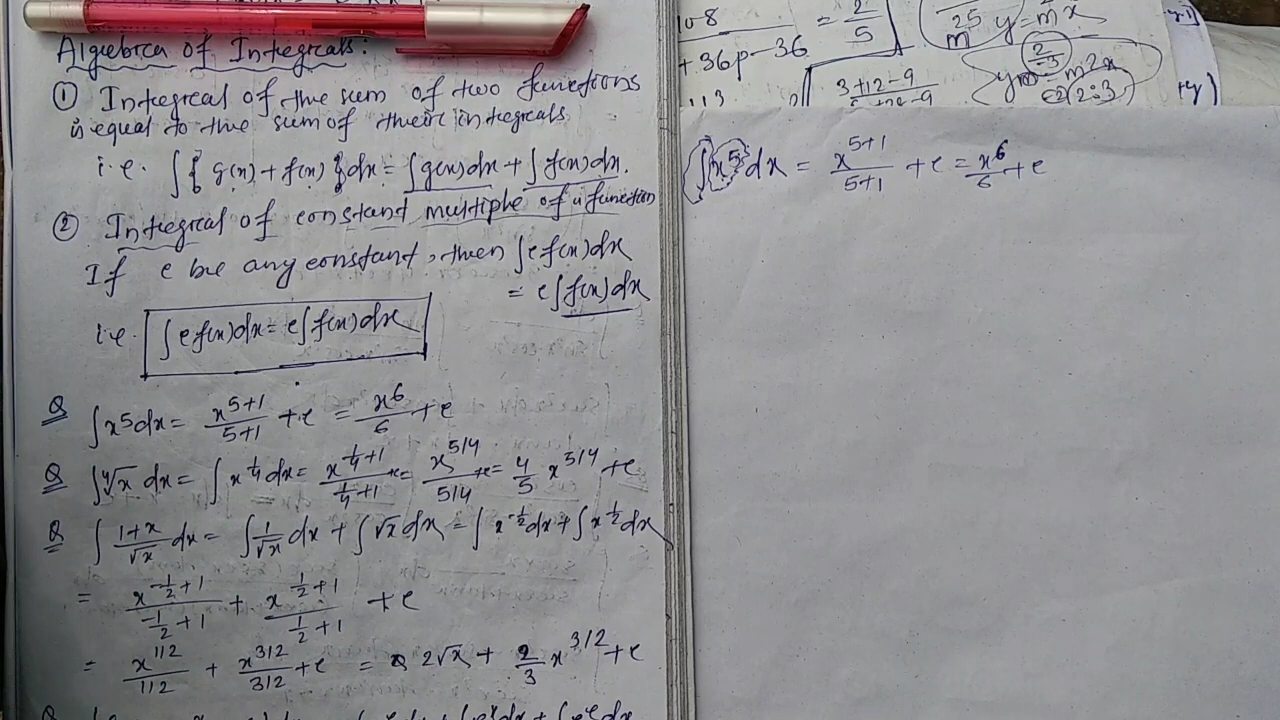 Algebra of Integrals:
① Integral of the sum of two functions
is equal to the sum of their integrals
i.e. ∫{g(x) + f(x)}dx = ∫g(x)dx + ∫f(x)dx.
② Integral of constant multiple of a function
If c be any constant, then ∫c f(x)dx
= c∫f(x)dx
i.e. ∫c f(x)dx = c∫f(x)dx
Q ∫x⁵dx = x^(5+1)/(5+1) + c = x⁶/6 + c
Q ∫⁴√x dx = ∫x^(1/4)dx = x^(1/4+1)/(1/4+1) + c = x^(5/4)/(5/4) + c = 4/5 x^(5/4) + c
Q ∫(1+x)/√x dx = ∫1/√x dx + ∫√x dx = ∫x^(-1/2)dx + ∫x^(1/2)dx
= x^(-1/2+1)/(-1/2+1) + x^(1/2+1)/(1/2+1) + c
= x^(1/2)/(1/2) + x^(3/2)/(3/2) + c = 2√x + 2/3 x^(3/2) + c
= 2/5
+ 36p-36
25 y = x
m
3+12-9
∫x⁵dx = x^(5+1)/(5+1) + c = x⁶/6 + c